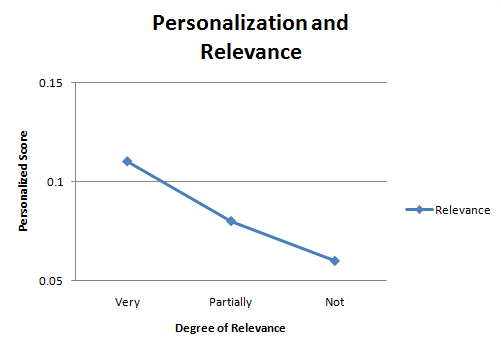 Personalization and
Relevance
0.15
0.1
0.05
Personalized Score
Very
Partially
Not
Degree of Relevance
Relevance